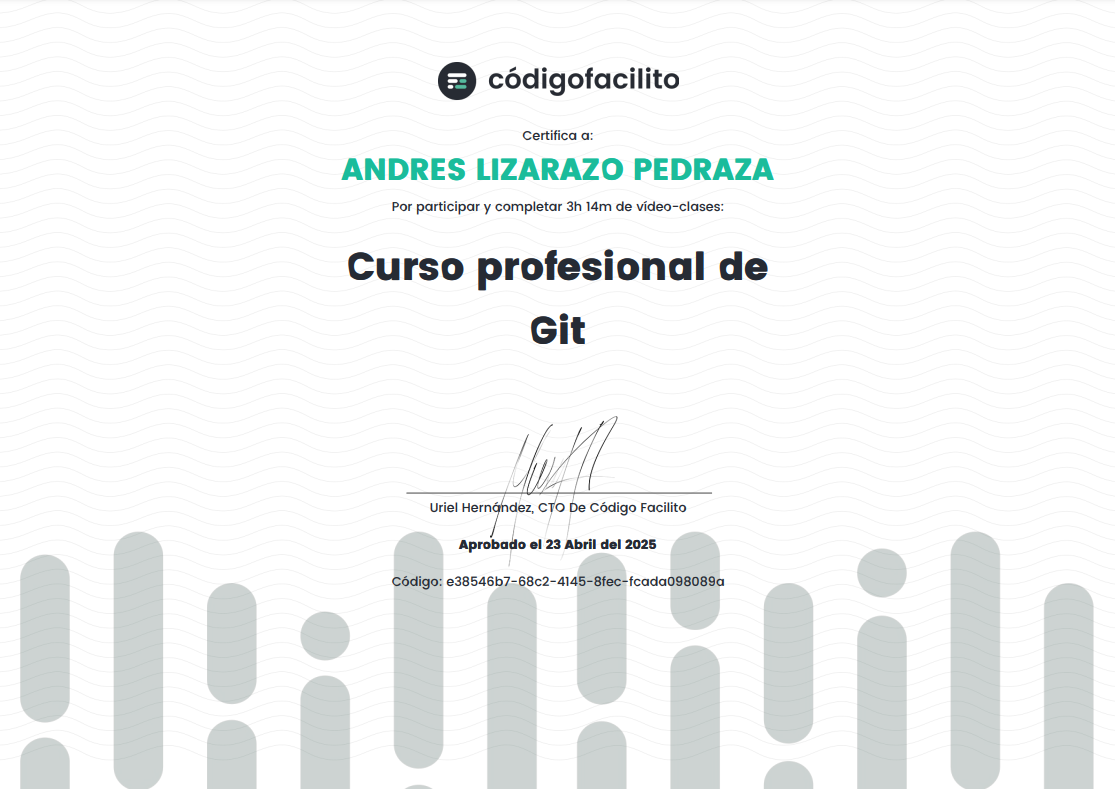 códigofacilito
Certifica a:
ANDRES LIZARAZO PEDRAZA
Por participar y completar 3h 14m de vídeo-clases:
Curso profesional de
Git
Uriel Hernández, CTO De Código Facilito
Aprobado el 23 Abril del 2025
Código: e38546b7-68c2-4145-8fec-fcada098089a